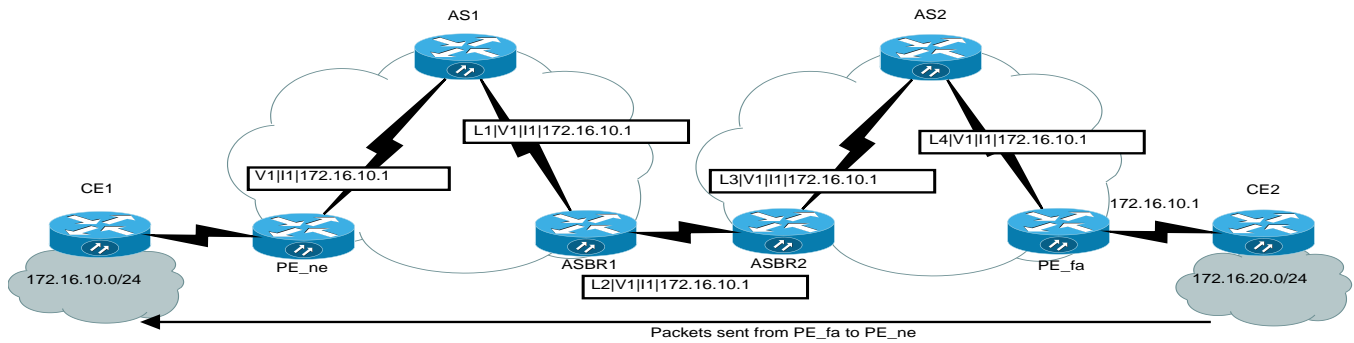 AS1
AS2
L1|V1|I1|172.16.10.1
L4|V1|I1|172.16.10.1
V1|I1|172.16.10.1
L3|V1|I1|172.16.10.1
CE1
CE2
172.16.10.1
PE_ne
ASBR1
ASBR2
PE_fa
172.16.10.0/24
172.16.20.0/24
L2|V1|I1|172.16.10.1
Packets sent from PE_fa to PE_ne